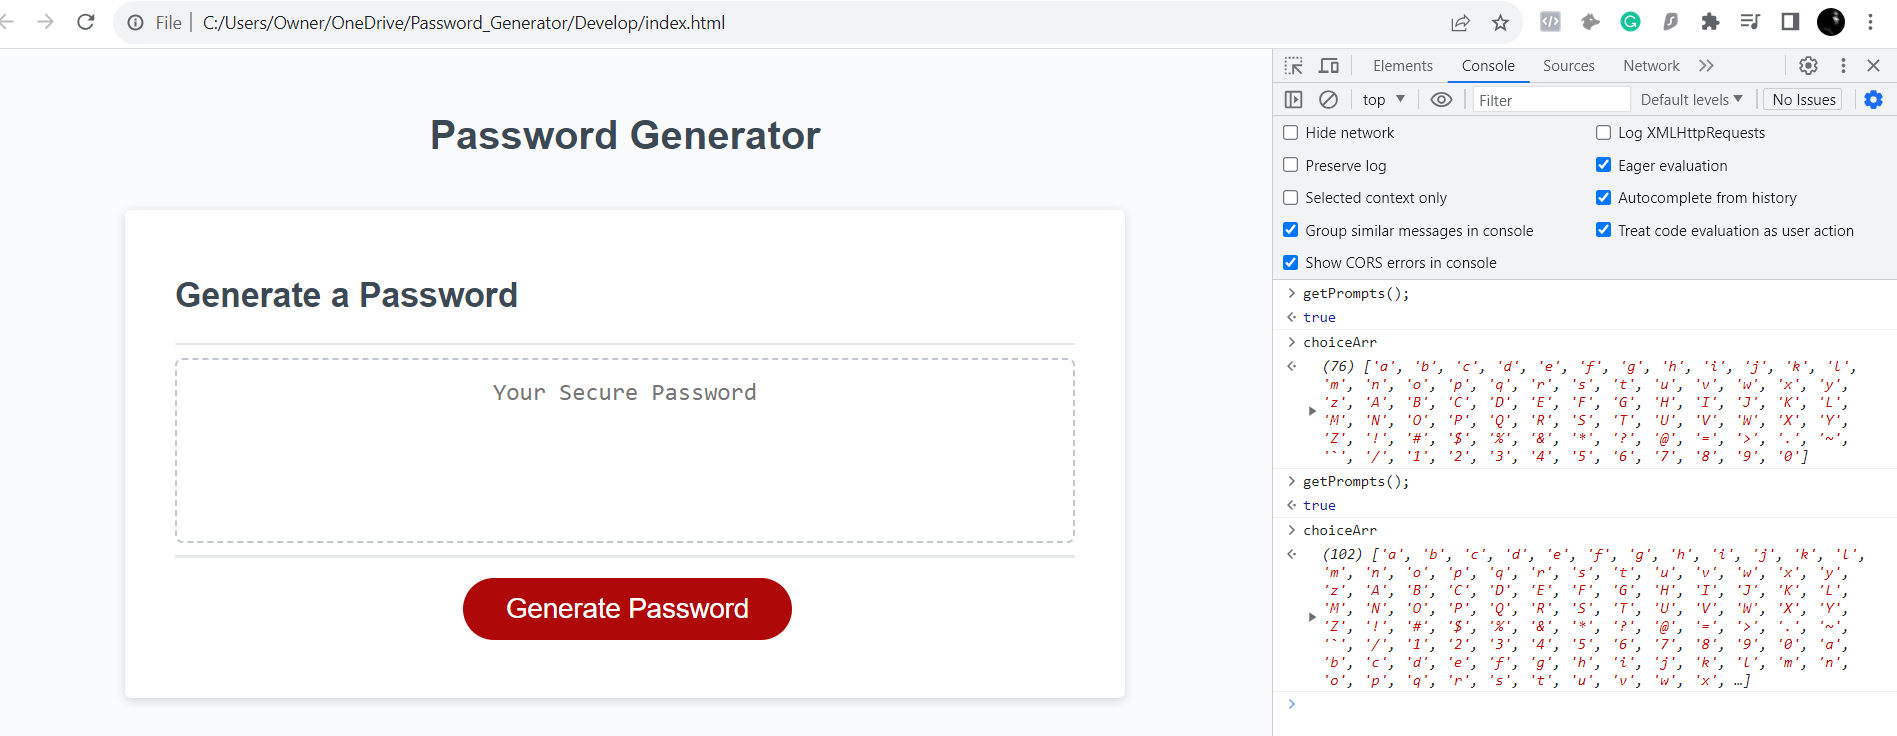 File | C:/Users/Owner/OneDrive/Password_Generator/Develop/index.html
Password Generator
Generate a Password
Your Secure Password
Generate Password
Elements Console Sources Network
top Filter Default levels No Issues
Hide network Log XMLHttpRequests
Preserve log Eager evaluation
Selected context only Autocomplete from history
Group similar messages in console Treat code evaluation as user action
Show CORS errors in console
> getPrompts();
true
> choiceArr
(76) ['a', 'b', 'c', 'd', 'e', 'f', 'g', 'h', 'i', 'j', 'k', 'l',
'm', 'n', 'o', 'p', 'q', 'r', 's', 't', 'u', 'v', 'w', 'x', 'y',
'z', 'A', 'B', 'C', 'D', 'E', 'F', 'G', 'H', 'I', 'J', 'K', 'L',
'M', 'N', 'O', 'P', 'Q', 'R', 'S', 'T', 'U', 'V', 'W', 'X', 'Y',
'Z', '!', '#', '$', '%', '&', '*', '?', '@', '=', '>', '.', '~',
'`', '/', '1', '2', '3', '4', '5', '6', '7', '8', '9', '0']
> getPrompts();
true
> choiceArr
(102) ['a', 'b', 'c', 'd', 'e', 'f', 'g', 'h', 'i', 'j', 'k', 'l',
'm', 'n', 'o', 'p', 'q', 'r', 's', 't', 'u', 'v', 'w', 'x', 'y',
'z', 'A', 'B', 'C', 'D', 'E', 'F', 'G', 'H', 'I', 'J', 'K', 'L',
'M', 'N', 'O', 'P', 'Q', 'R', 'S', 'T', 'U', 'V', 'W', 'X', 'Y',
'Z', '!', '#', '$', '%', '&', '*', '?', '@', '=', '>', '.', '~',
'`', '/', '1', '2', '3', '4', '5', '6', '7', '8', '9', '0', 'a',
'b', 'c', 'd', 'e', 'f', 'g', 'h', 'i', 'j', 'k', 'l', 'm', 'n',
'o', 'p', 'q', 'r', 's', 't', 'u', 'v', 'w', 'x', …]
>